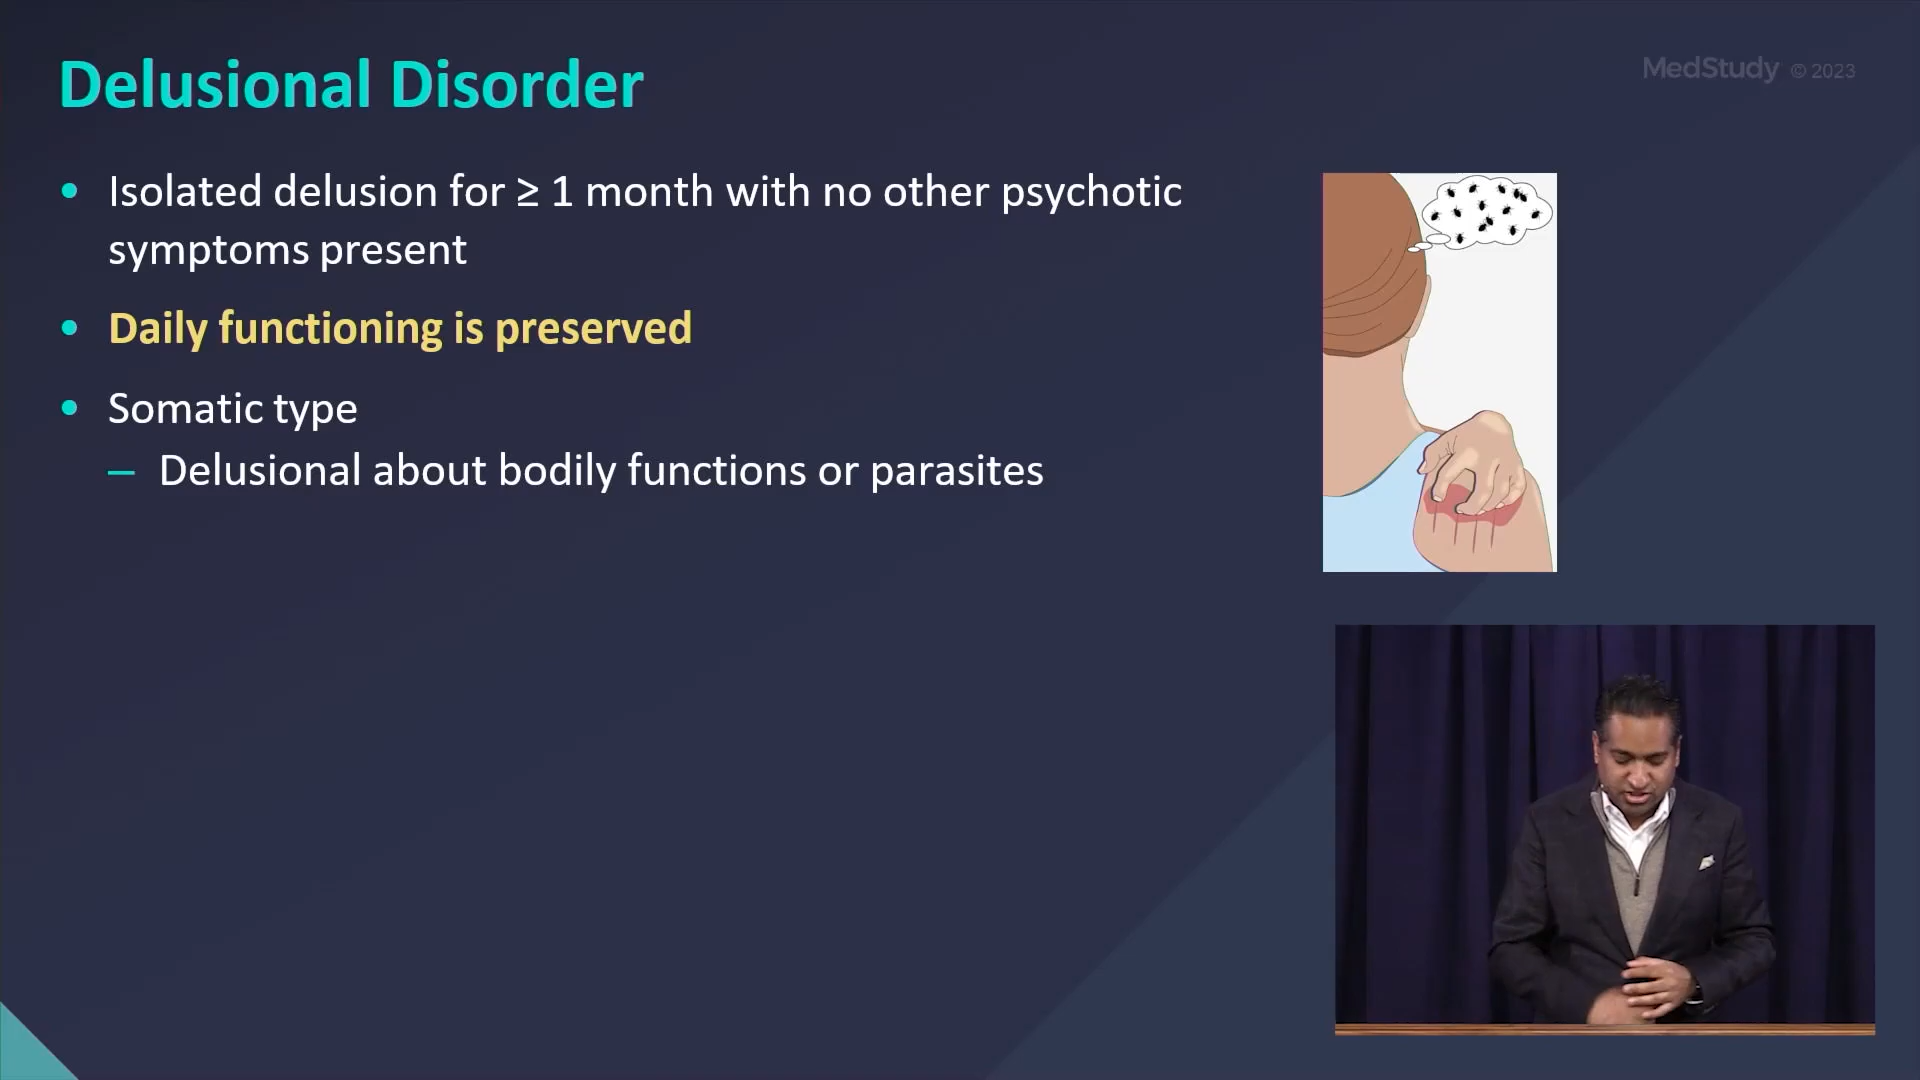 Delusional Disorder
MedStudy © 2023
• Isolated delusion for ≥ 1 month with no other psychotic
symptoms present
• Daily functioning is preserved
• Somatic type
– Delusional about bodily functions or parasites